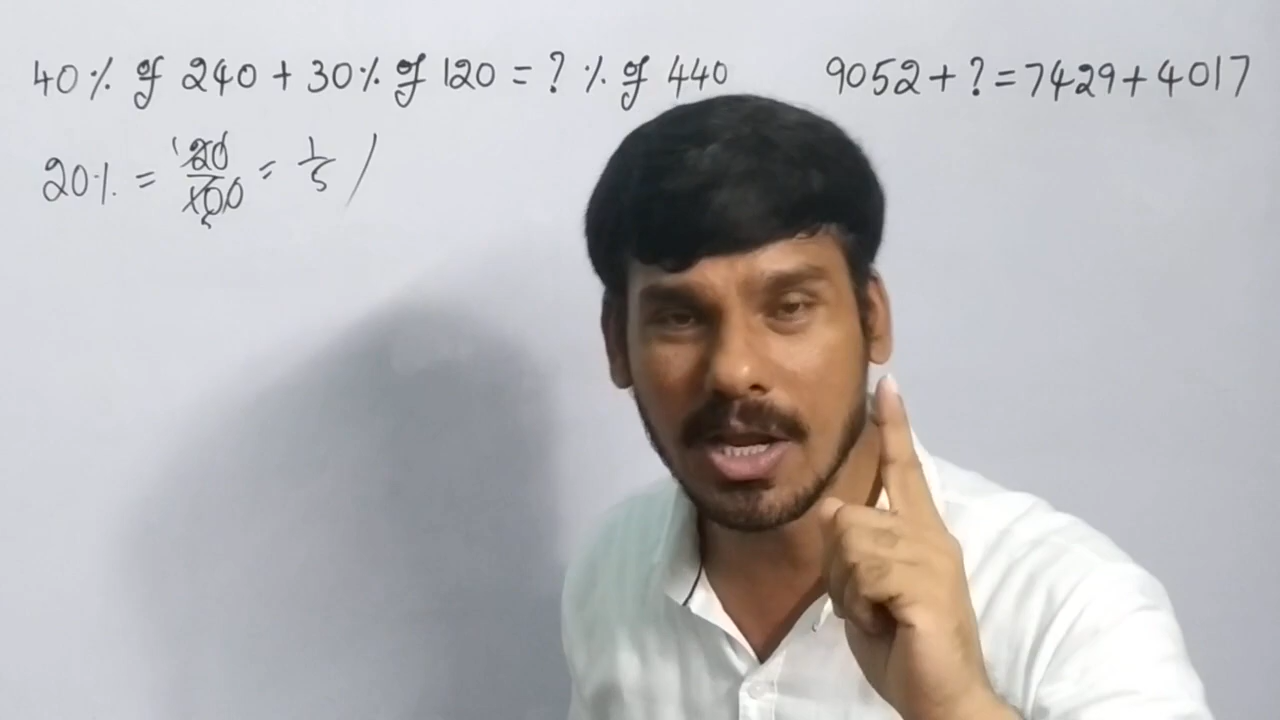 40% of 240 + 30% of 120 = ? % of 440
9052 + ? = 7429 + 4017
20% = 20/100 = 1/5